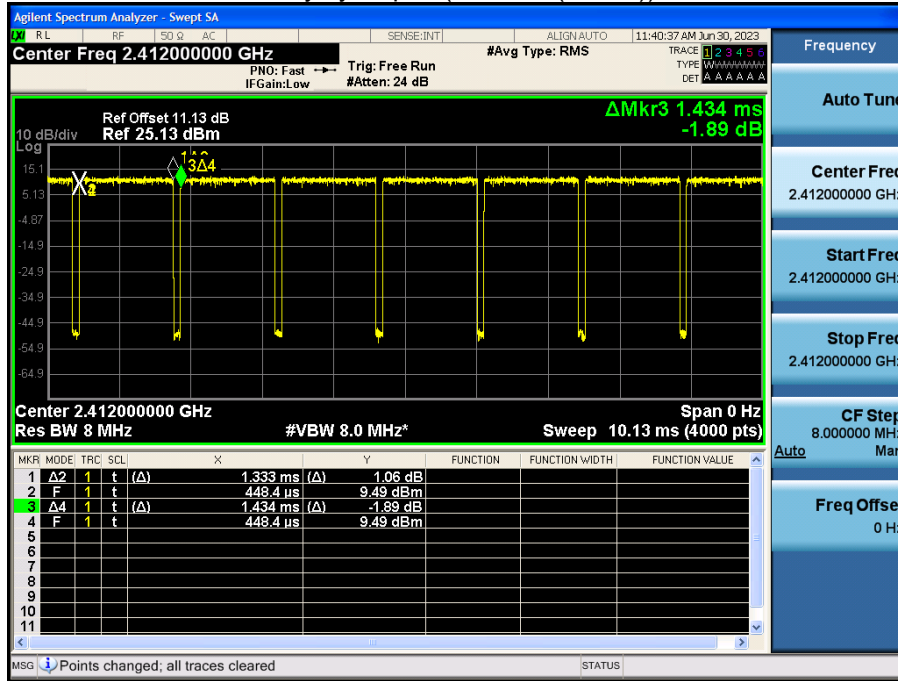 Agilent Spectrum Analyzer - Swept SA
LXI RL RF 50 Ω AC SENSE:INT ALIGN AUTO 11:40:37 AM Jun 30, 2023
Center Freq 2.412000000 GHz #Avg Type: RMS TRACE 1 2 3 4 5 6
PNO: Fast Trig: Free Run TYPE WWWWWW
IFGain:Low #Atten: 24 dB DET A A A A A A
Frequency
Auto Tune
Ref Offset 11.13 dB ΔMkr3 1.434 ms
10 dB/div Ref 25.13 dBm -1.89 dB
Log
3Δ4
15.1
5.13
-4.87
-14.9
-24.9
-34.9
-44.9
-54.9
-64.9
Center Freq
2.412000000 GH
Start Freq
2.412000000 GH
Stop Freq
2.412000000 GH
CF Step
8.000000 MH
Auto Man
Freq Offse
0 H
Center 2.412000000 GHz Span 0 Hz
Res BW 8 MHz #VBW 8.0 MHz* Sweep 10.13 ms (4000 pts)
MKR MODE TRC SCL X Y FUNCTION FUNCTION WIDTH FUNCTION VALUE
1 Δ2 1 t (Δ) 1.333 ms (Δ) 1.06 dB
2 F 1 t 448.4 µs 9.49 dBm
3 Δ4 1 t (Δ) 1.434 ms (Δ) -1.89 dB
4 F 1 t 448.4 µs 9.49 dBm
5
6
7
8
9
10
11
MSG Points changed; all traces cleared STATUS